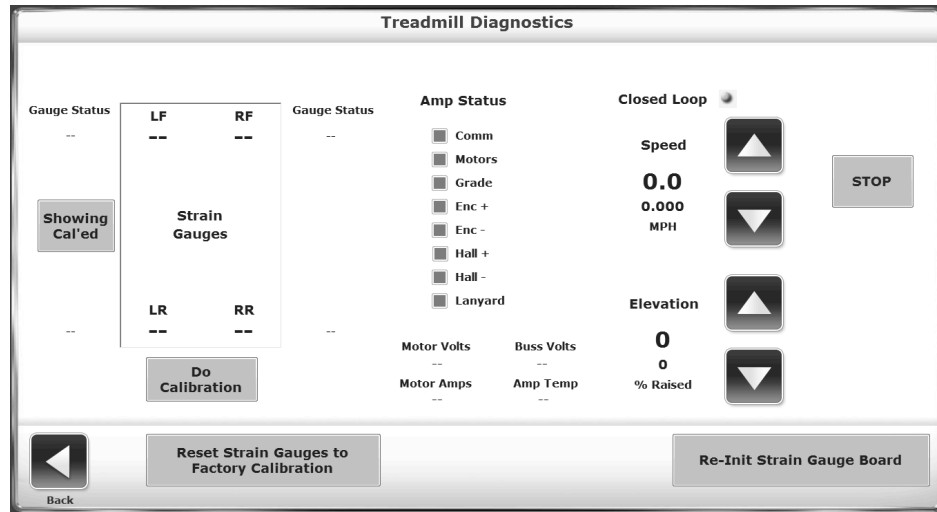 Treadmill Diagnostics
Gauge Status
--
LF
RF
--
--
Gauge Status
--
Showing
Cal'ed
Strain
Gauges
LR
RR
--
--
--
--
Do
Calibration
Amp Status
Comm
Motors
Grade
Enc +
Enc -
Hall +
Hall -
Lanyard
Motor Volts
Buss Volts
--
--
Motor Amps
Amp Temp
--
--
Closed Loop
Speed
0.0
0.000
MPH
Elevation
0
0
% Raised
STOP
Back
Reset Strain Gauges to
Factory Calibration
Re-Init Strain Gauge Board